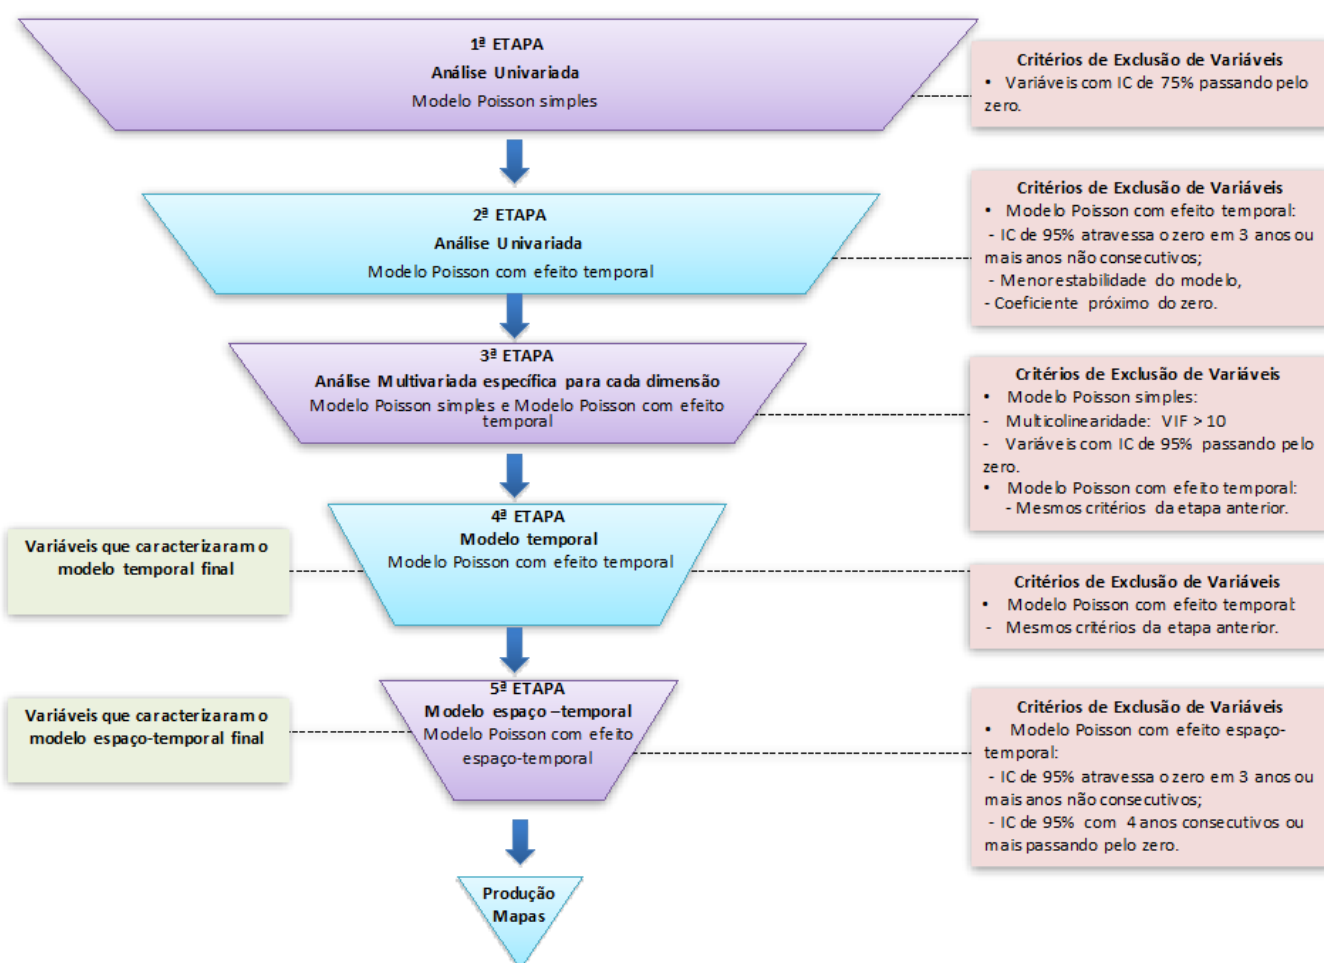 1ª ETAPA
Análise Univariada
Modelo Poisson simples
Critérios de Exclusão de Variáveis
• Variáveis com IC de 75% passando pelo
zero.
2ª ETAPA
Análise Univariada
Modelo Poisson com efeito temporal
Critérios de Exclusão de Variáveis
• Modelo Poisson com efeito temporal:
- IC de 95% atravessa o zero em 3 anos ou
mais anos não consecutivos;
- Menor estabilidade do modelo,
- Coeficiente próximo do zero.
3ª ETAPA
Análise Multivariada específica para cada dimensão
Modelo Poisson simples e Modelo Poisson com efeito
temporal
Critérios de Exclusão de Variáveis
• Modelo Poisson simples:
- Multicolinearidade: VIF > 10
- Variáveis com IC de 95% passando pelo
zero.
• Modelo Poisson com efeito temporal:
- Mesmos critérios da etapa anterior.
4ª ETAPA
Modelo temporal
Modelo Poisson com efeito temporal
Variáveis que caracterizaram o
modelo temporal final
Critérios de Exclusão de Variáveis
• Modelo Poisson com efeito temporal:
- Mesmos critérios da etapa anterior.
5ª ETAPA
Modelo espaço –temporal
Modelo Poisson com efeito
espaço-temporal
Variáveis que caracterizaram o
modelo espaço-temporal final
Critérios de Exclusão de Variáveis
• Modelo Poisson com efeito espaço-
temporal:
- IC de 95% atravessa o zero em 3 anos ou
mais anos não consecutivos;
- IC de 95% com 4 anos consecutivos ou
mais passando pelo zero.
Produção
Mapas